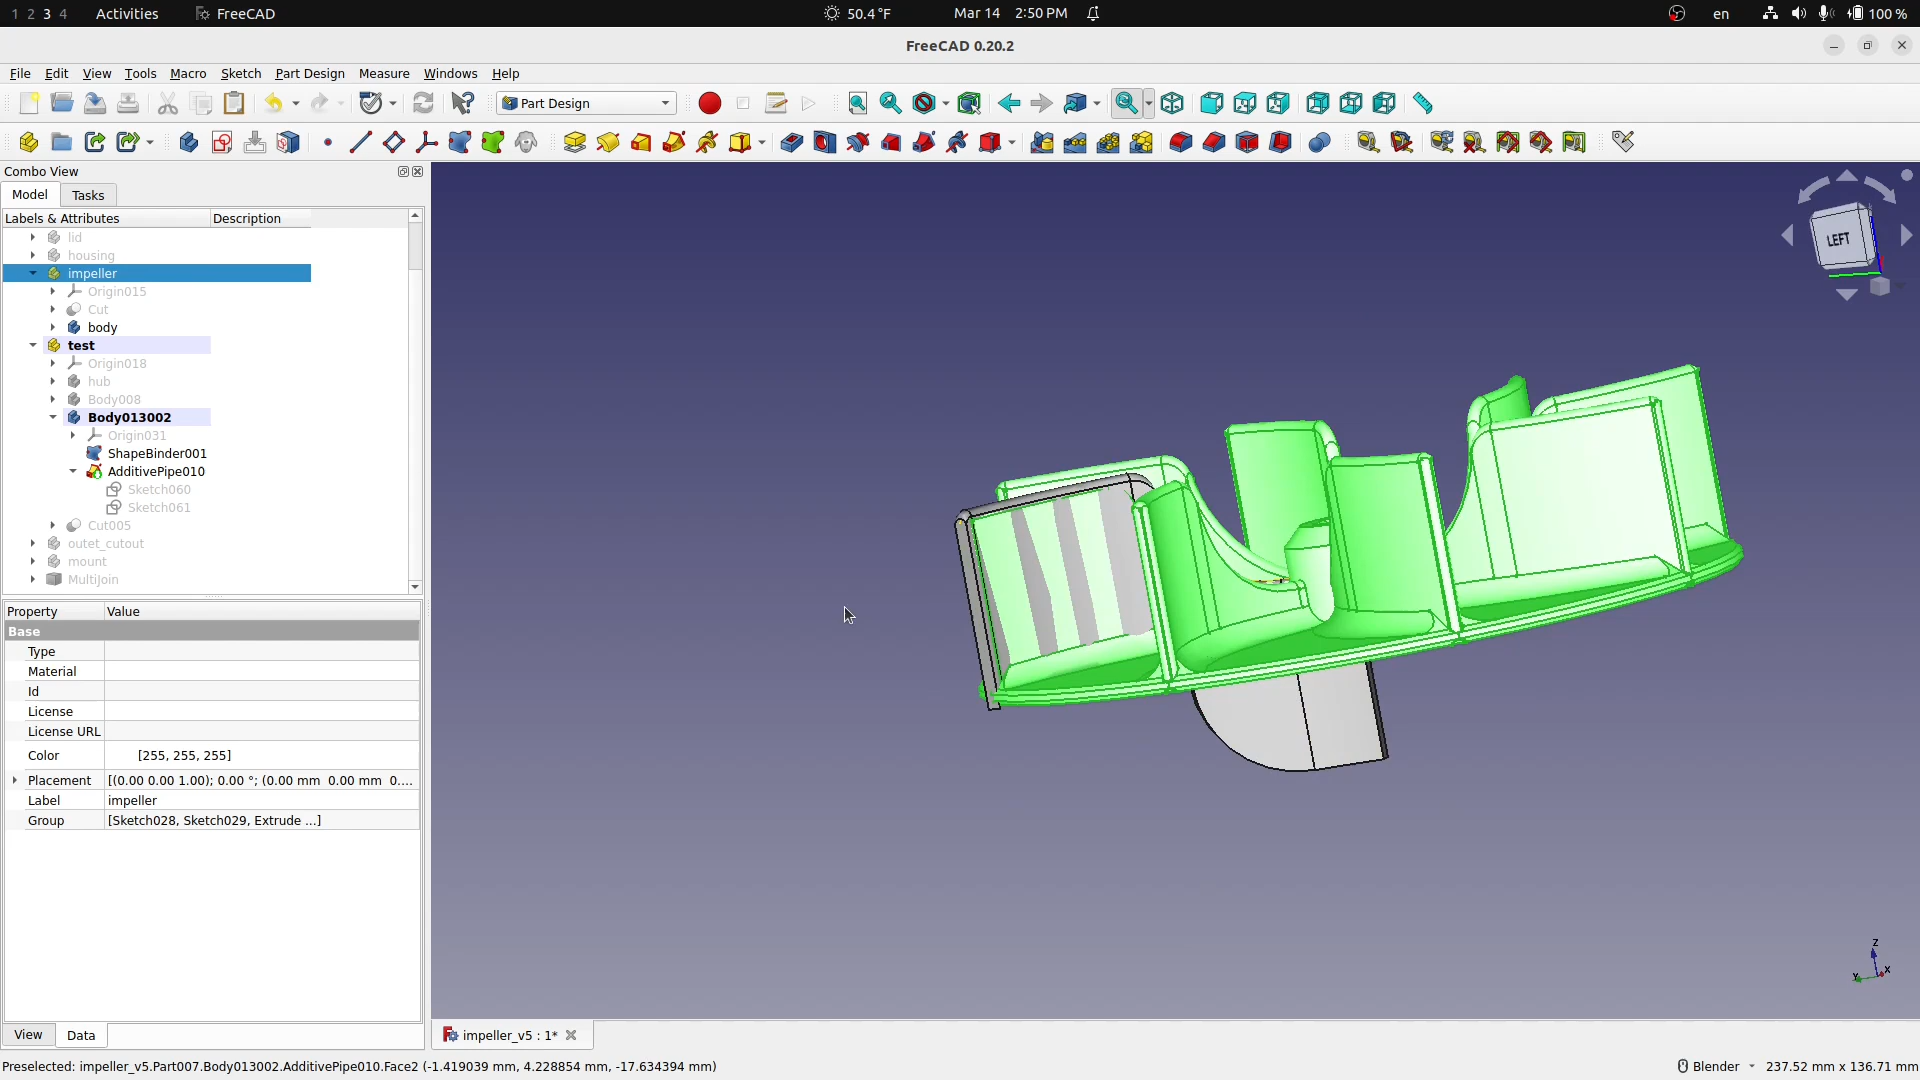 1 2 3 4 Activities FreeCAD 50.4 °F Mar 14 2:50 PM en 100 %
FreeCAD 0.20.2
File Edit View Tools Macro Sketch Part Design Measure Windows Help
Part Design
Combo View
Model Tasks
Labels & Attributes Description
lid
housing
impeller
Origin015
Cut
body
test
Origin018
hub
Body008
Body013002
Origin031
ShapeBinder001
AdditivePipe010
Sketch060
Sketch061
Cut005
outet_cutout
mount
MultiJoin
Property Value
Base
Type
Material
Id
License
License URL
Color [255, 255, 255]
Placement [(0.00 0.00 1.00); 0.00 °; (0.00 mm 0.00 mm 0....
Label impeller
Group [Sketch028, Sketch029, Extrude ...]
View Data
LEFT
Z
Y
X
impeller_v5 : 1*
Preselected: impeller_v5.Part007.Body013002.AdditivePipe010.Face2 (-1.419039 mm, 4.228854 mm, -17.634394 mm)
Blender 237.52 mm x 136.71 mm